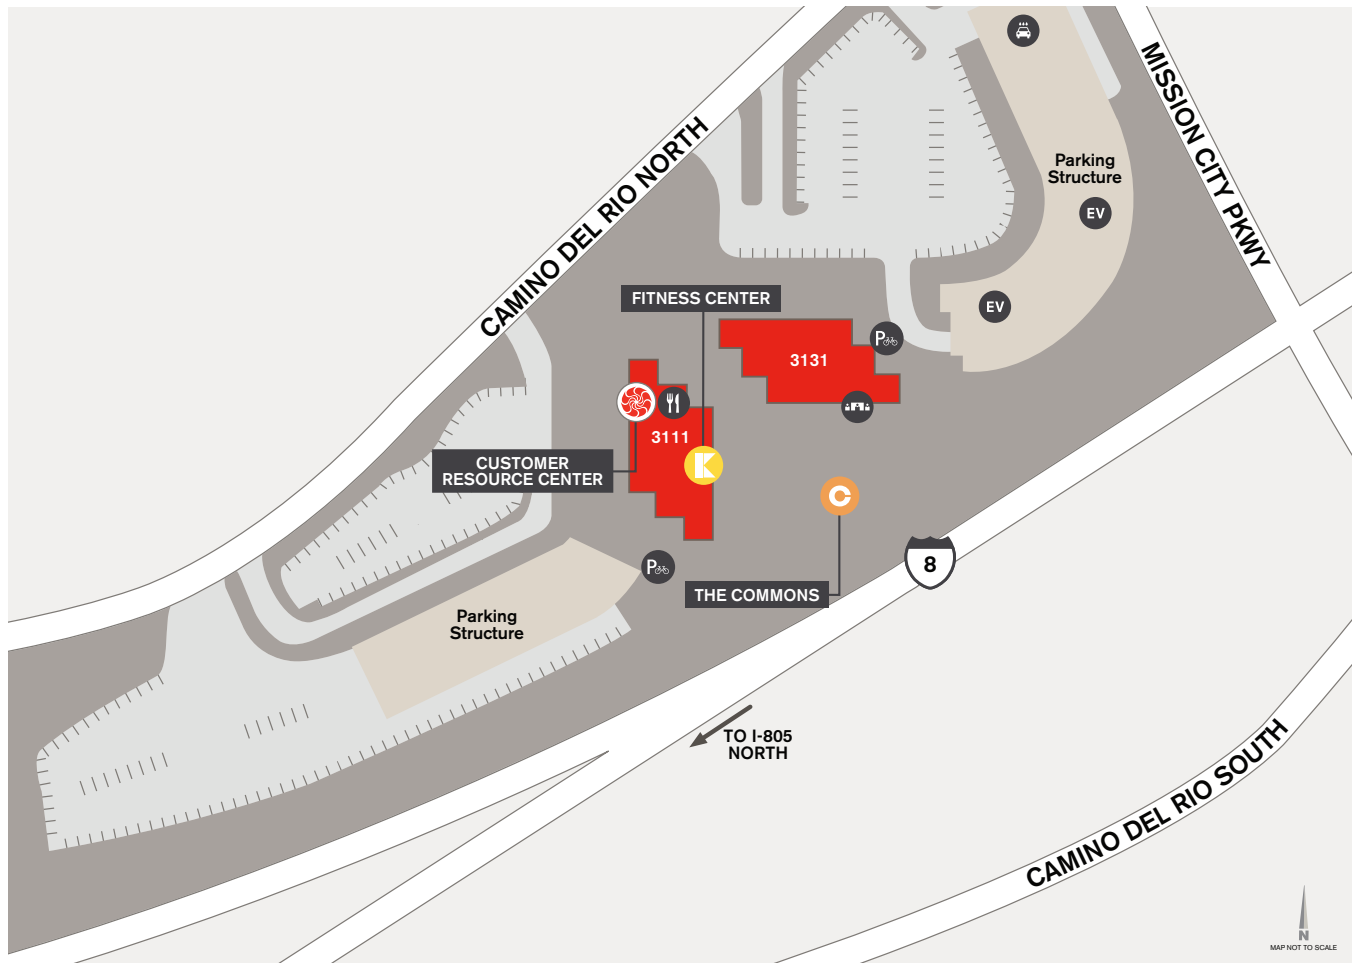 MISSION CITY PKWY
CAMINO DEL RIO NORTH
Parking
Structure
EV
EV
FITNESS CENTER
P
3131
3111
CUSTOMER
RESOURCE CENTER
K
C
P
THE COMMONS
8
Parking
Structure
TO I-805
NORTH
CAMINO DEL RIO SOUTH
N
MAP NOT TO SCALE